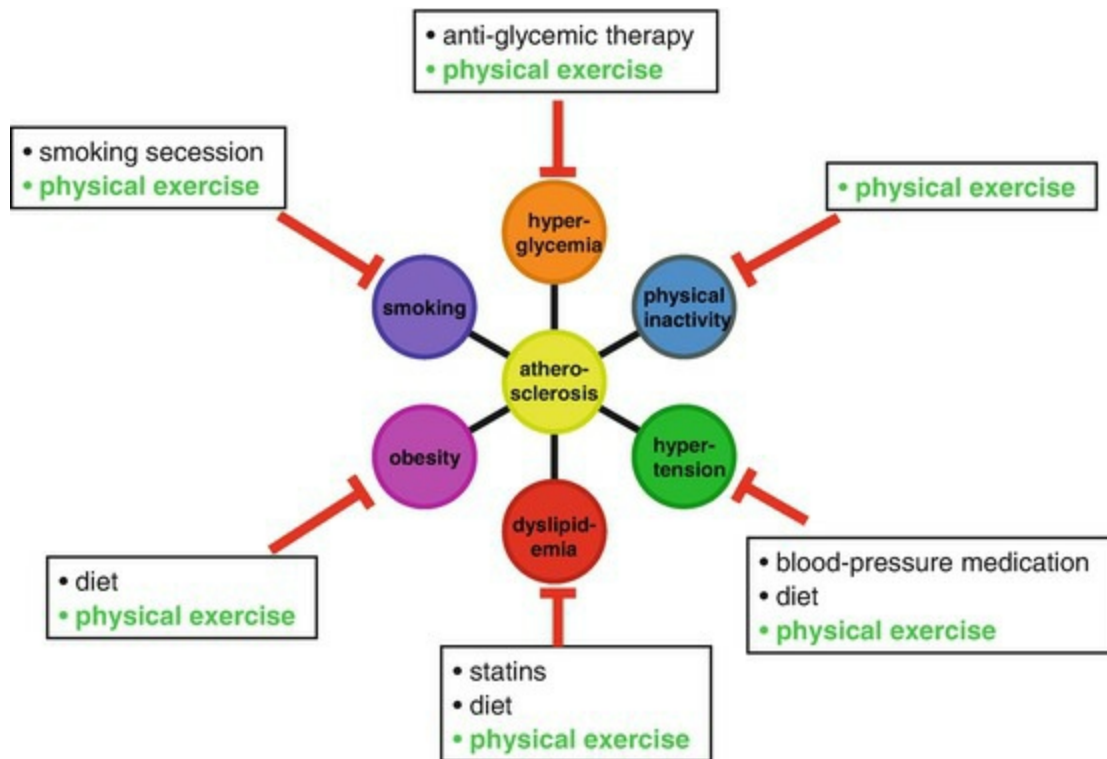 • anti-glycemic therapy
• physical exercise
• smoking secession
• physical exercise
• physical exercise
hyper-
glycemia
smoking
physical
inactivity
athero-
sclerosis
obesity
hyper-
tension
dyslipid-
emia
• diet
• physical exercise
• blood-pressure medication
• diet
• physical exercise
• statins
• diet
• physical exercise